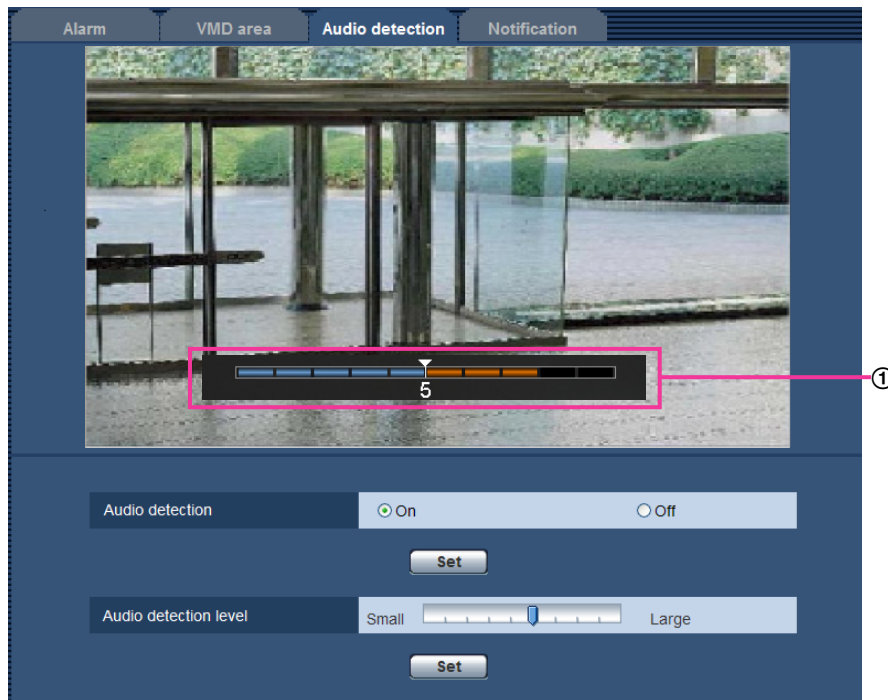 Alarm VMD area Audio detection Notification
5
①
Audio detection On Off
Set
Audio detection level Small Large
Set